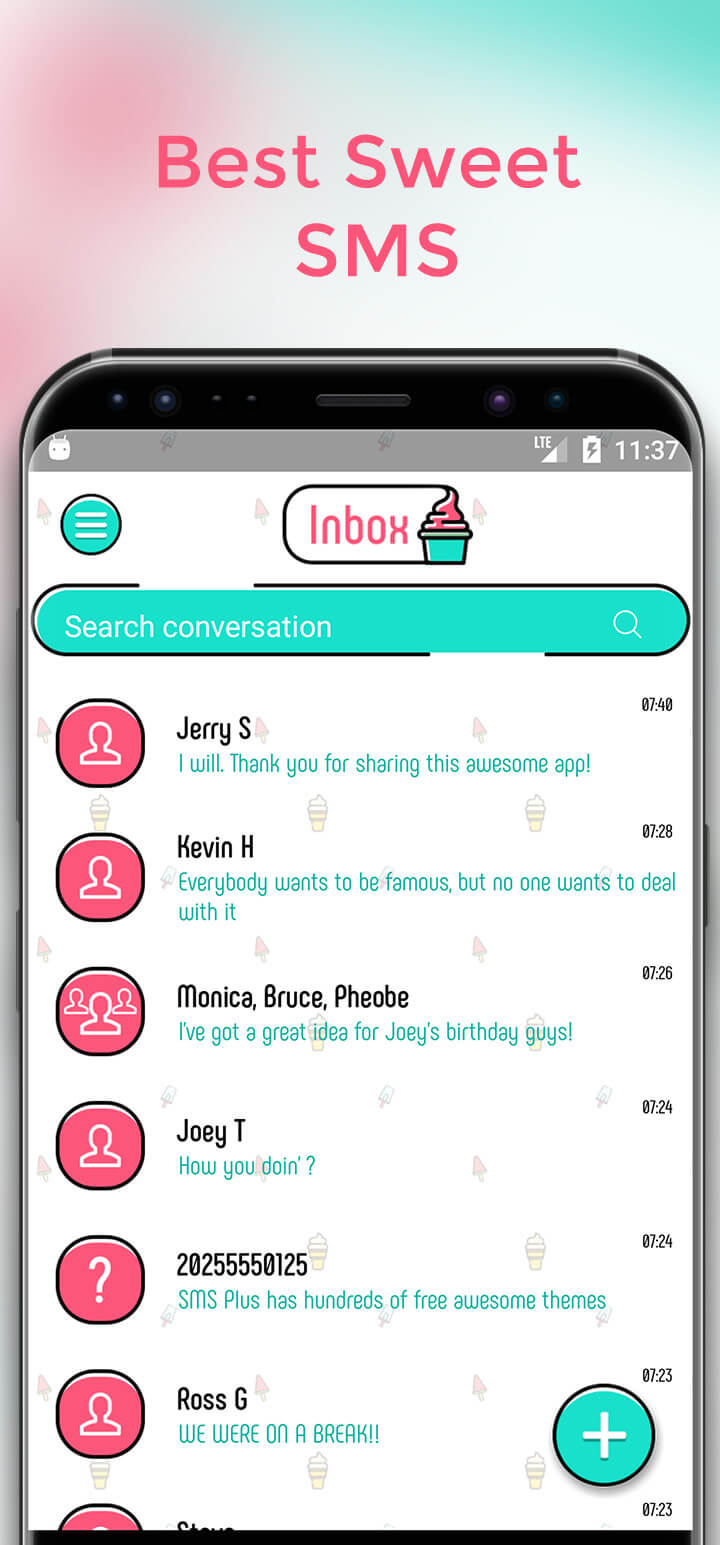 Best Sweet
SMS
LTE 11:37
Inbox
Search conversation
07:40
Jerry S
I will. Thank you for sharing this awesome app!
07:28
Kevin H
Everybody wants to be famous, but no one wants to deal
with it
07:26
Monica, Bruce, Pheobe
I've got a great idea for Joey's birthday guys!
07:24
Joey T
How you doin' ?
07:24
20255550125
SMS Plus has hundreds of free awesome themes
07:23
Ross G
WE WERE ON A BREAK!!
07:23